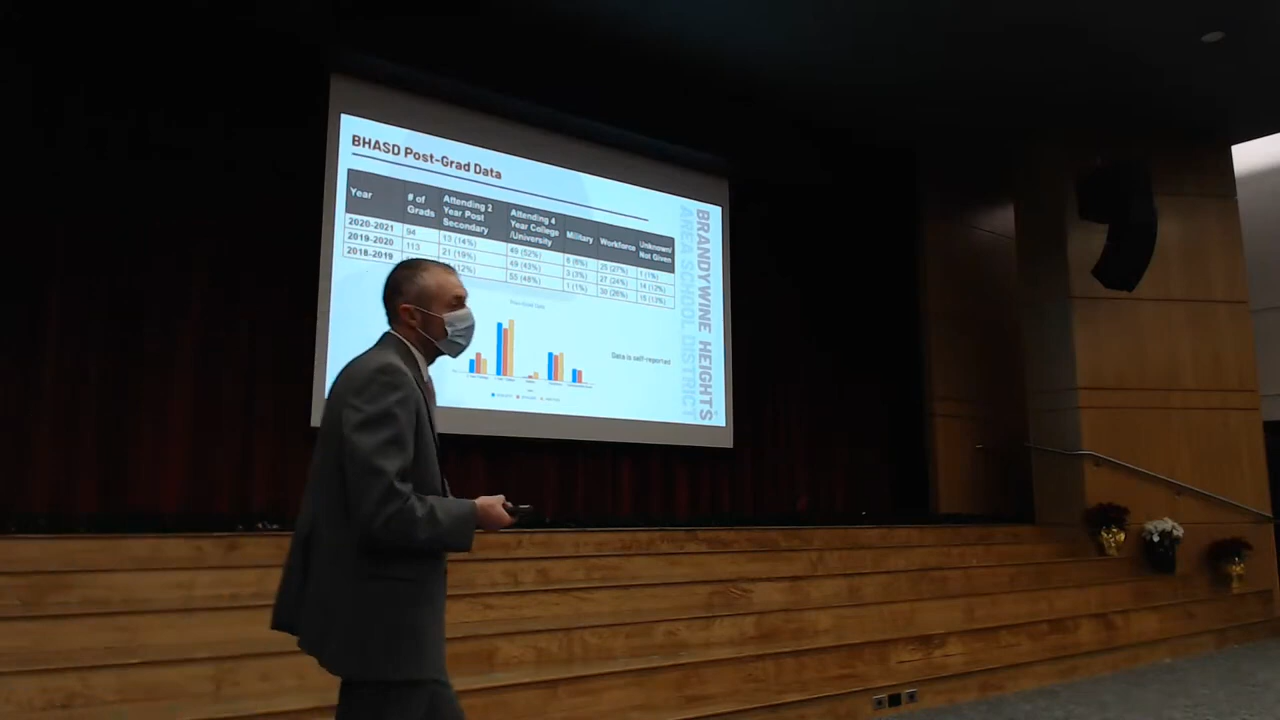 BHASD Post-Grad Data
Year
# of
Grads
Attending 2
Year Post
Secondary
Attending 4
Year College
/University
Military
Workforce
Unknown/
Not Given
2020-2021 94 13 (14%) 49 (52%) 6 (6%) 25 (27%) 1 (1%)
2019-2020 113 21 (19%) 49 (43%) 3 (3%) 27 (24%) 14 (12%)
2018-2019 (12%) 55 (48%) 1 (1%) 30 (26%) 15 (13%)
Data is self-reported
BRANDYWINE HEIGHTS
AREA SCHOOL DISTRICT